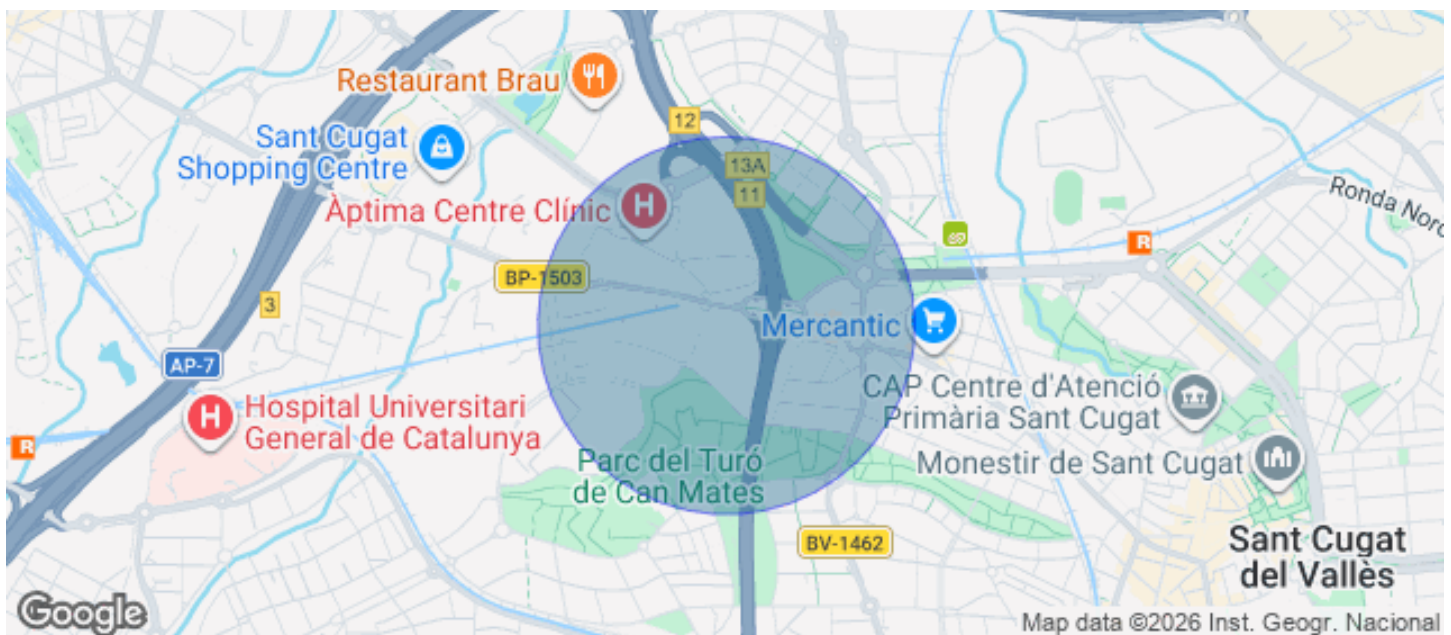 Restaurant Brau
12
Sant Cugat
Shopping Centre
13A
11
Àptima Centre Clínic
H
Ronda Nord
R
BP-1503
3
Mercantic
AP-7
CAP Centre d'Atenció
Primària Sant Cugat
H
Hospital Universitari
General de Catalunya
R
Parc del Turó
de Can Mates
Monestir de Sant Cugat
BV-1462
Sant Cugat
del Vallès
Google
Map data ©2026 Inst. Geogr. Nacional